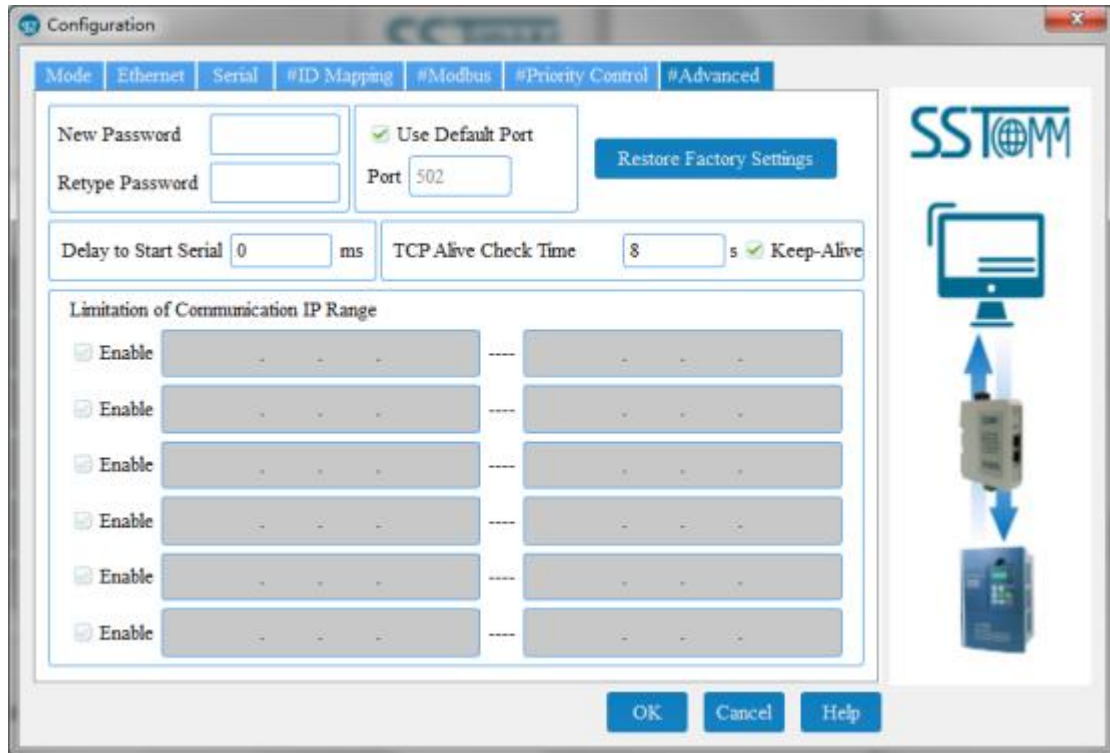 Configuration
Mode Ethernet Serial #ID Mapping #Modbus #Priority Control #Advanced
New Password
Retype Password
Use Default Port
Port 502
Restore Factory Settings
Delay to Start Serial 0 ms
TCP Alive Check Time 8 s Keep-Alive
Limitation of Communication IP Range
Enable . . . ---- . . .
Enable . . . ---- . . .
Enable . . . ---- . . .
Enable . . . ---- . . .
Enable . . . ---- . . .
Enable . . . ---- . . .
SSTCOMM
OK Cancel Help